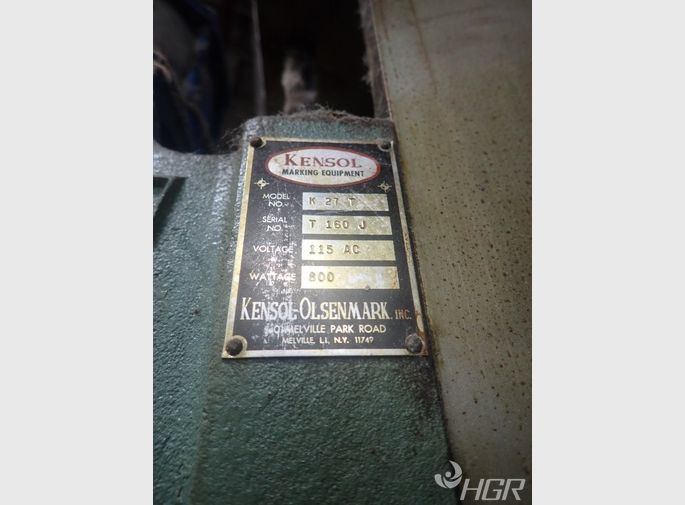 KENSOL
MARKING EQUIPMENT
MODEL NO. K 27 T
SERIAL NO. T 160 J
VOLTAGE 115 AC
WATTAGE 800
KENSOL-OLSENMARK, INC.
MELVILLE PARK ROAD
MELVILLE, L.I. N.Y. 11749
HGR